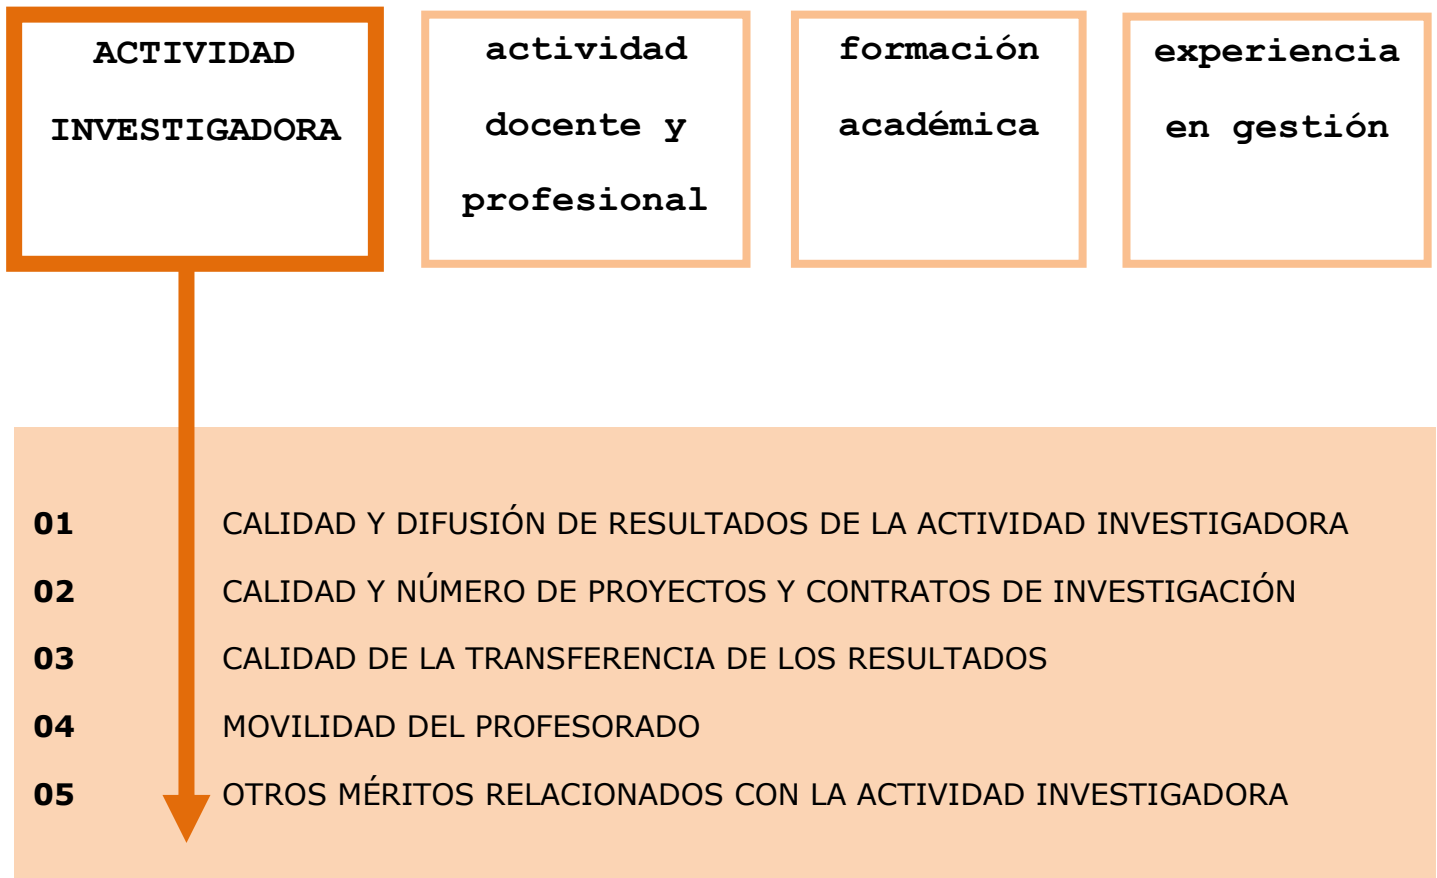 ACTIVIDAD
INVESTIGADORA
actividad
docente y
profesional
formación
académica
experiencia
en gestión
01 CALIDAD Y DIFUSIÓN DE RESULTADOS DE LA ACTIVIDAD INVESTIGADORA
02 CALIDAD Y NÚMERO DE PROYECTOS Y CONTRATOS DE INVESTIGACIÓN
03 CALIDAD DE LA TRANSFERENCIA DE LOS RESULTADOS
04 MOVILIDAD DEL PROFESORADO
05 OTROS MÉRITOS RELACIONADOS CON LA ACTIVIDAD INVESTIGADORA